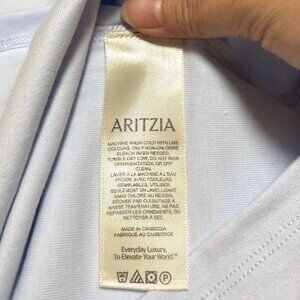 ARITZIA
MACHINE WASH COLD WITH LIKE
COLOURS. ONLY NON-CHLORINE
BLEACH WHEN NEEDED.
TUMBLE DRY LOW. DO NOT IRON
ORNAMENTATION, OR DRY
CLEAN.
LAVER À LA MACHINE À L'EAU
FROIDE AVEC COULEURS
SEMBLABLES. UTILISER
SEULEMENT UN JAVELLISANT
SANS CHLORE AU BESOIN.
SÉCHER PAR CULBUTAGE À
BASSE TEMPÉRATURE. NE PAS
REPASSER LES ORNEMENTS, OU
NETTOYER À SEC.
MADE IN CAMBODIA
FABRIQUÉ AU CAMBODGE
Everyday Luxury.
To Elevate Your World.™